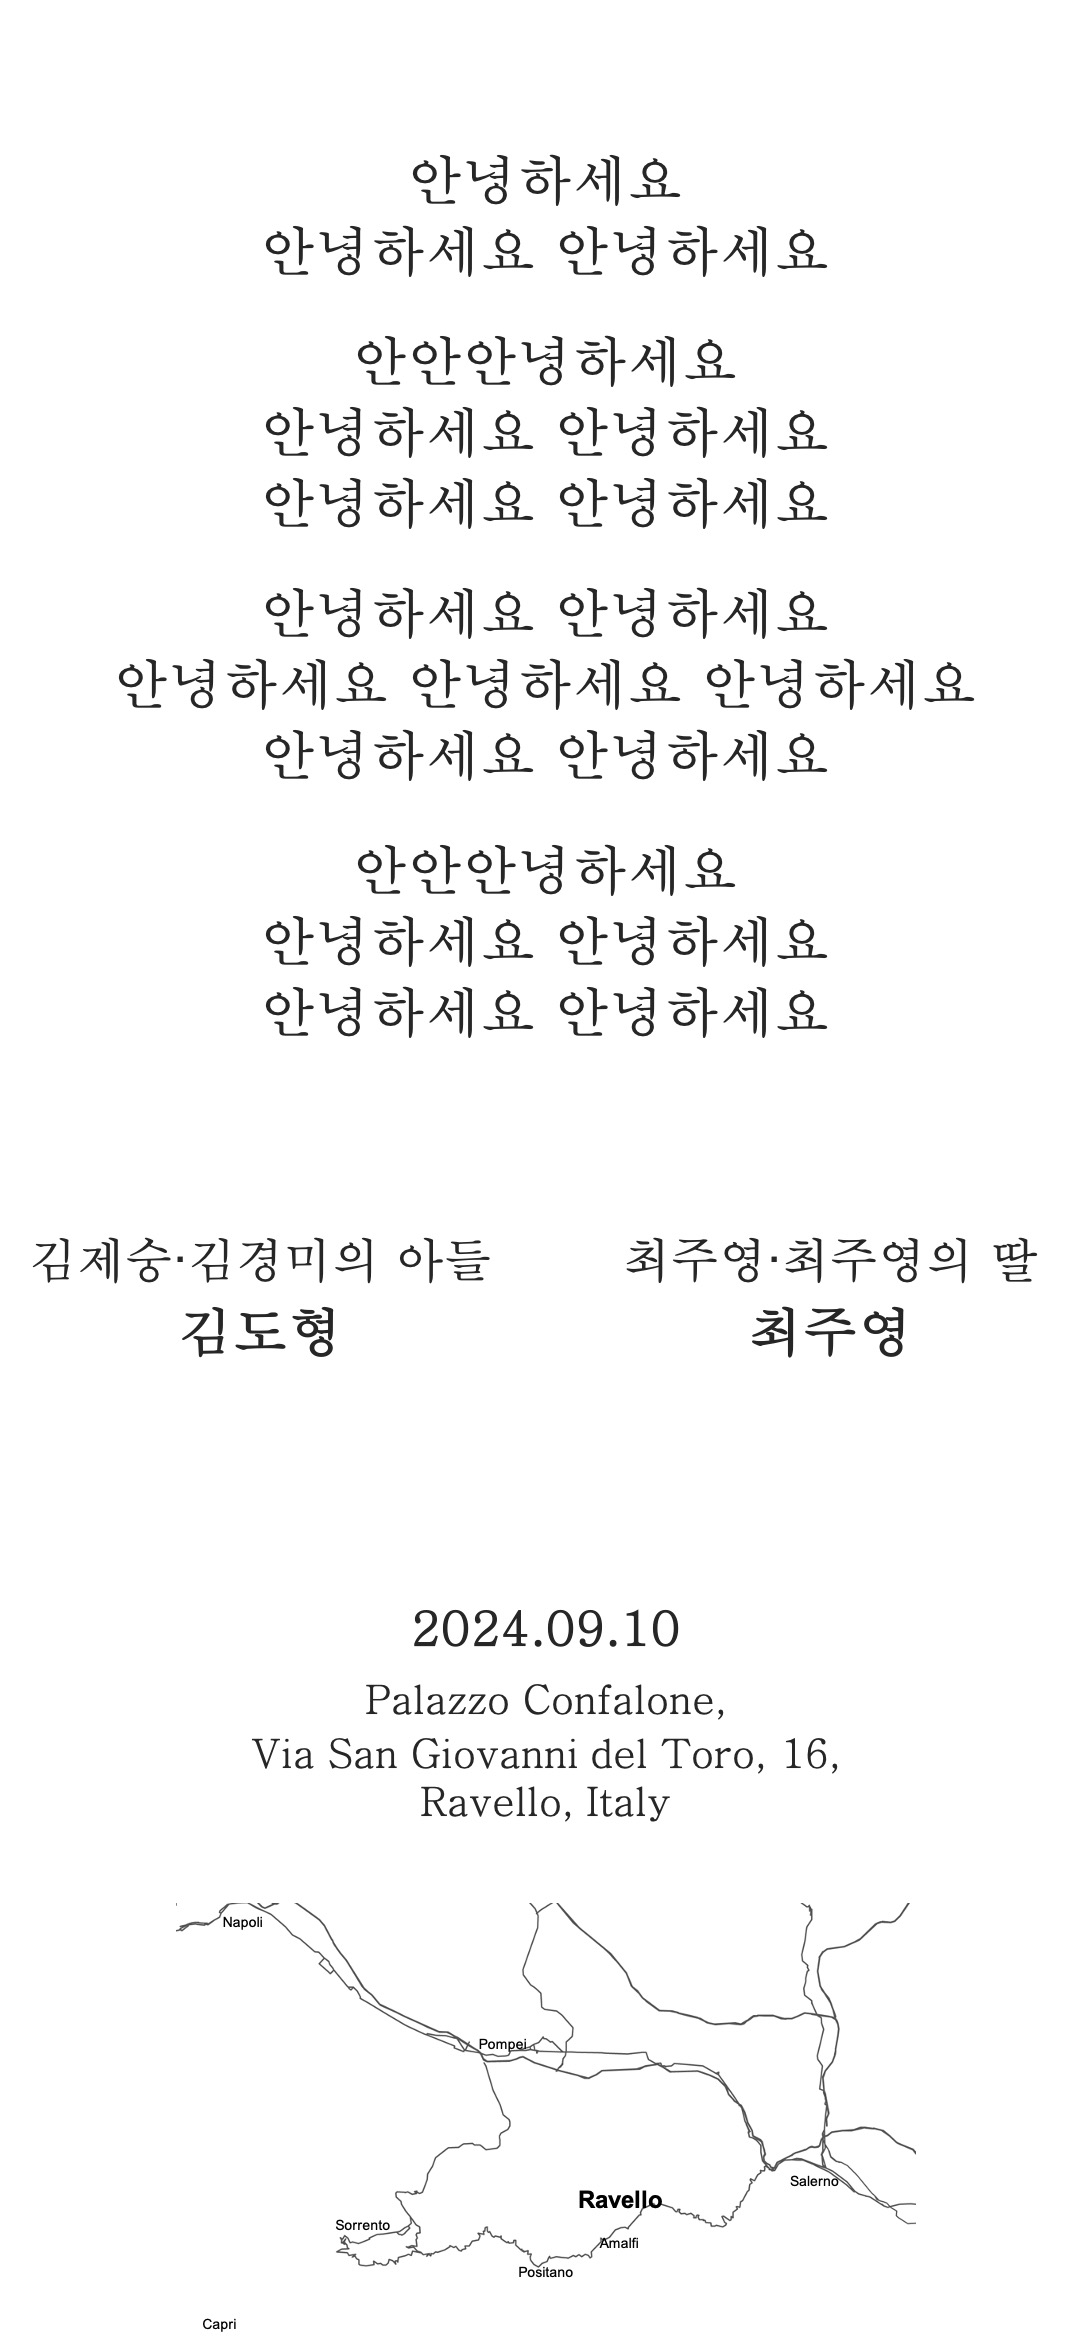 안녕하세요
안녕하세요 안녕하세요
안안안녕하세요
안녕하세요 안녕하세요
안녕하세요 안녕하세요
안녕하세요 안녕하세요
안녕하세요 안녕하세요 안녕하세요
안녕하세요 안녕하세요
안안안녕하세요
안녕하세요 안녕하세요
안녕하세요 안녕하세요
김제숭·김경미의 아들
김도형
최주영·최주영의 딸
최주영
2024.09.10
Palazzo Confalone,
Via San Giovanni del Toro, 16,
Ravello, Italy
Napoli
Pompei
Salerno
Ravello
Sorrento
Amalfi
Positano
Capri